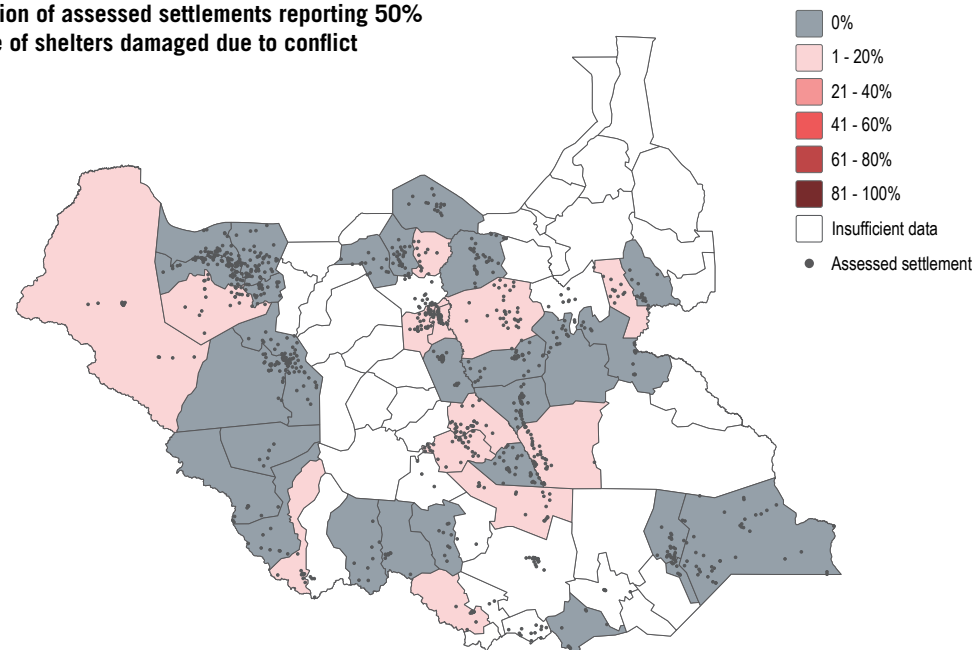 of assessed settlements reporting 50%
of shelters damaged due to conflict
0%
1 - 20%
21 - 40%
41 - 60%
61 - 80%
81 - 100%
Insufficient data
Assessed settlement